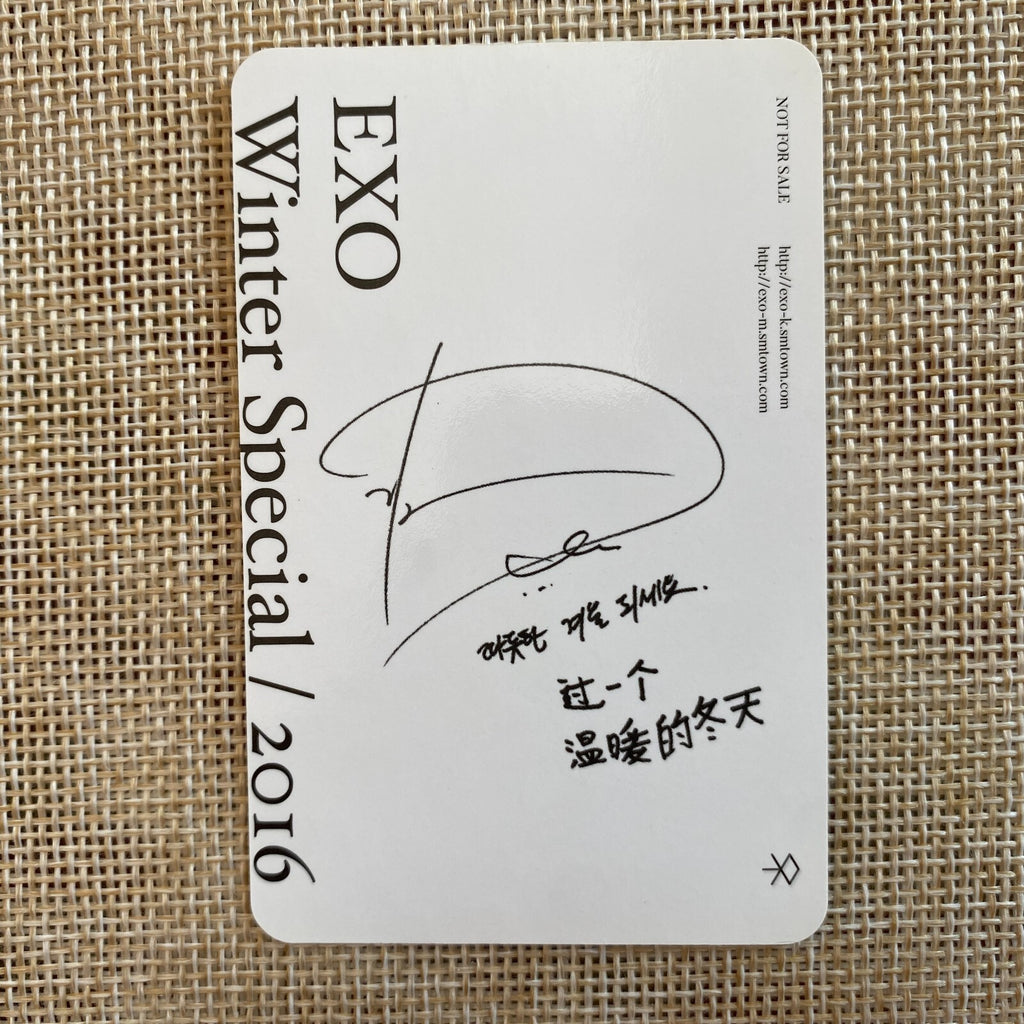 EXO
Winter Special / 2016
NOT FOR SALE
http://exo-k.smtown.com
http://exo-m.smtown.com
따뜻한 겨울 되세요.
过一个
温暖的冬天